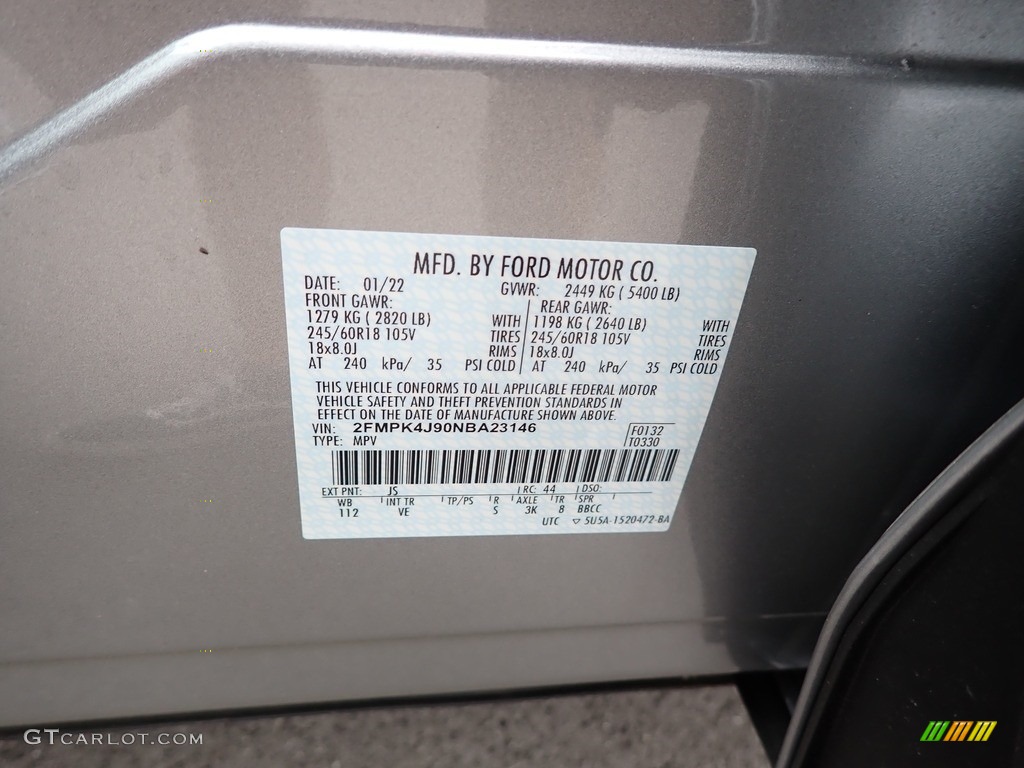 MFD. BY FORD MOTOR CO.
DATE: 01/22 GVWR: 2449 KG ( 5400 LB)
FRONT GAWR: REAR GAWR:
1279 KG ( 2820 LB) WITH 1198 KG ( 2640 LB) WITH
245/60R18 105V TIRES 245/60R18 105V TIRES
18x8.0J RIMS 18x8.0J RIMS
AT 240 kPa/ 35 PSI COLD AT 240 kPa/ 35 PSI COLD
THIS VEHICLE CONFORMS TO ALL APPLICABLE FEDERAL MOTOR
VEHICLE SAFETY AND THEFT PREVENTION STANDARDS IN
EFFECT ON THE DATE OF MANUFACTURE SHOWN ABOVE.
VIN: 2FMPK4J90NBA23146 F0132
TYPE: MPV T0330
EXT PNT: JS RC: 44 DSO:
WB INT TR TP/PS R AXLE TR SPR
112 VE S 3K 8 BBCC
UTC ▽ 5U5A-1520472-BA
GTCARLOT.COM